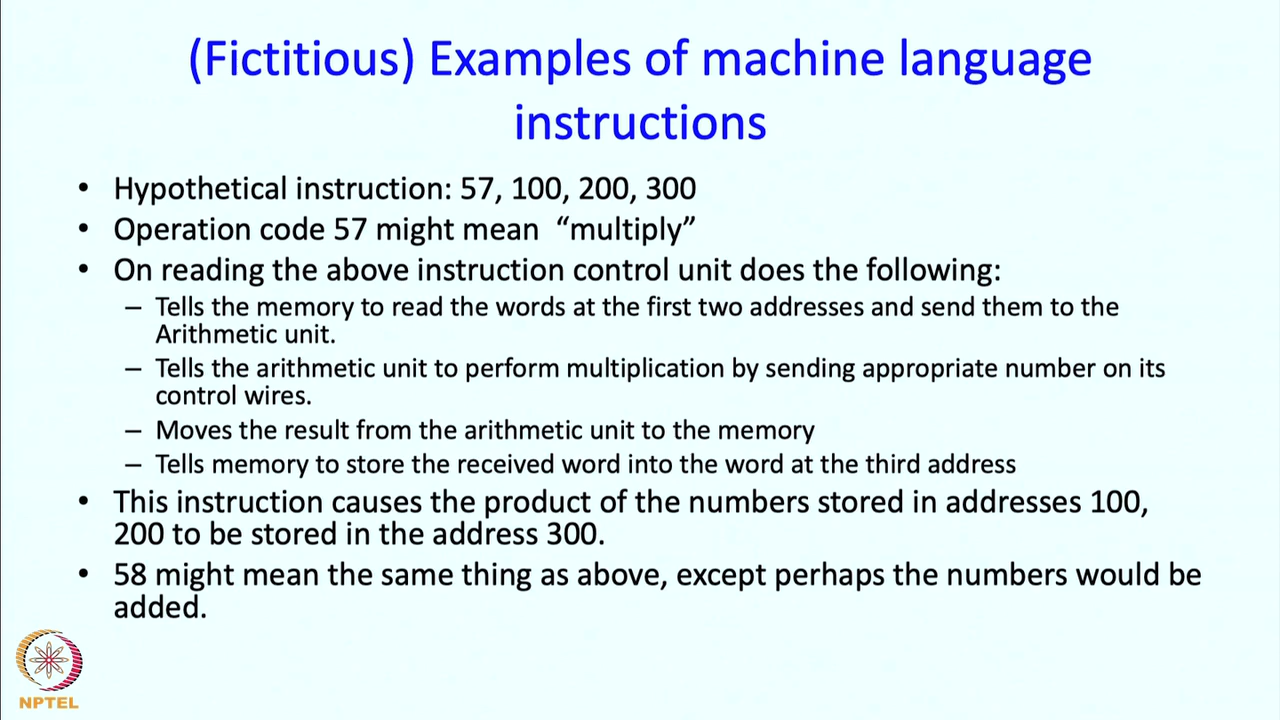 (Fictitious) Examples of machine language
instructions
• Hypothetical instruction: 57, 100, 200, 300
• Operation code 57 might mean “multiply”
• On reading the above instruction control unit does the following:
– Tells the memory to read the words at the first two addresses and send them to the
Arithmetic unit.
– Tells the arithmetic unit to perform multiplication by sending appropriate number on its
control wires.
– Moves the result from the arithmetic unit to the memory
– Tells memory to store the received word into the word at the third address
• This instruction causes the product of the numbers stored in addresses 100,
200 to be stored in the address 300.
• 58 might mean the same thing as above, except perhaps the numbers would be
added.
NPTEL